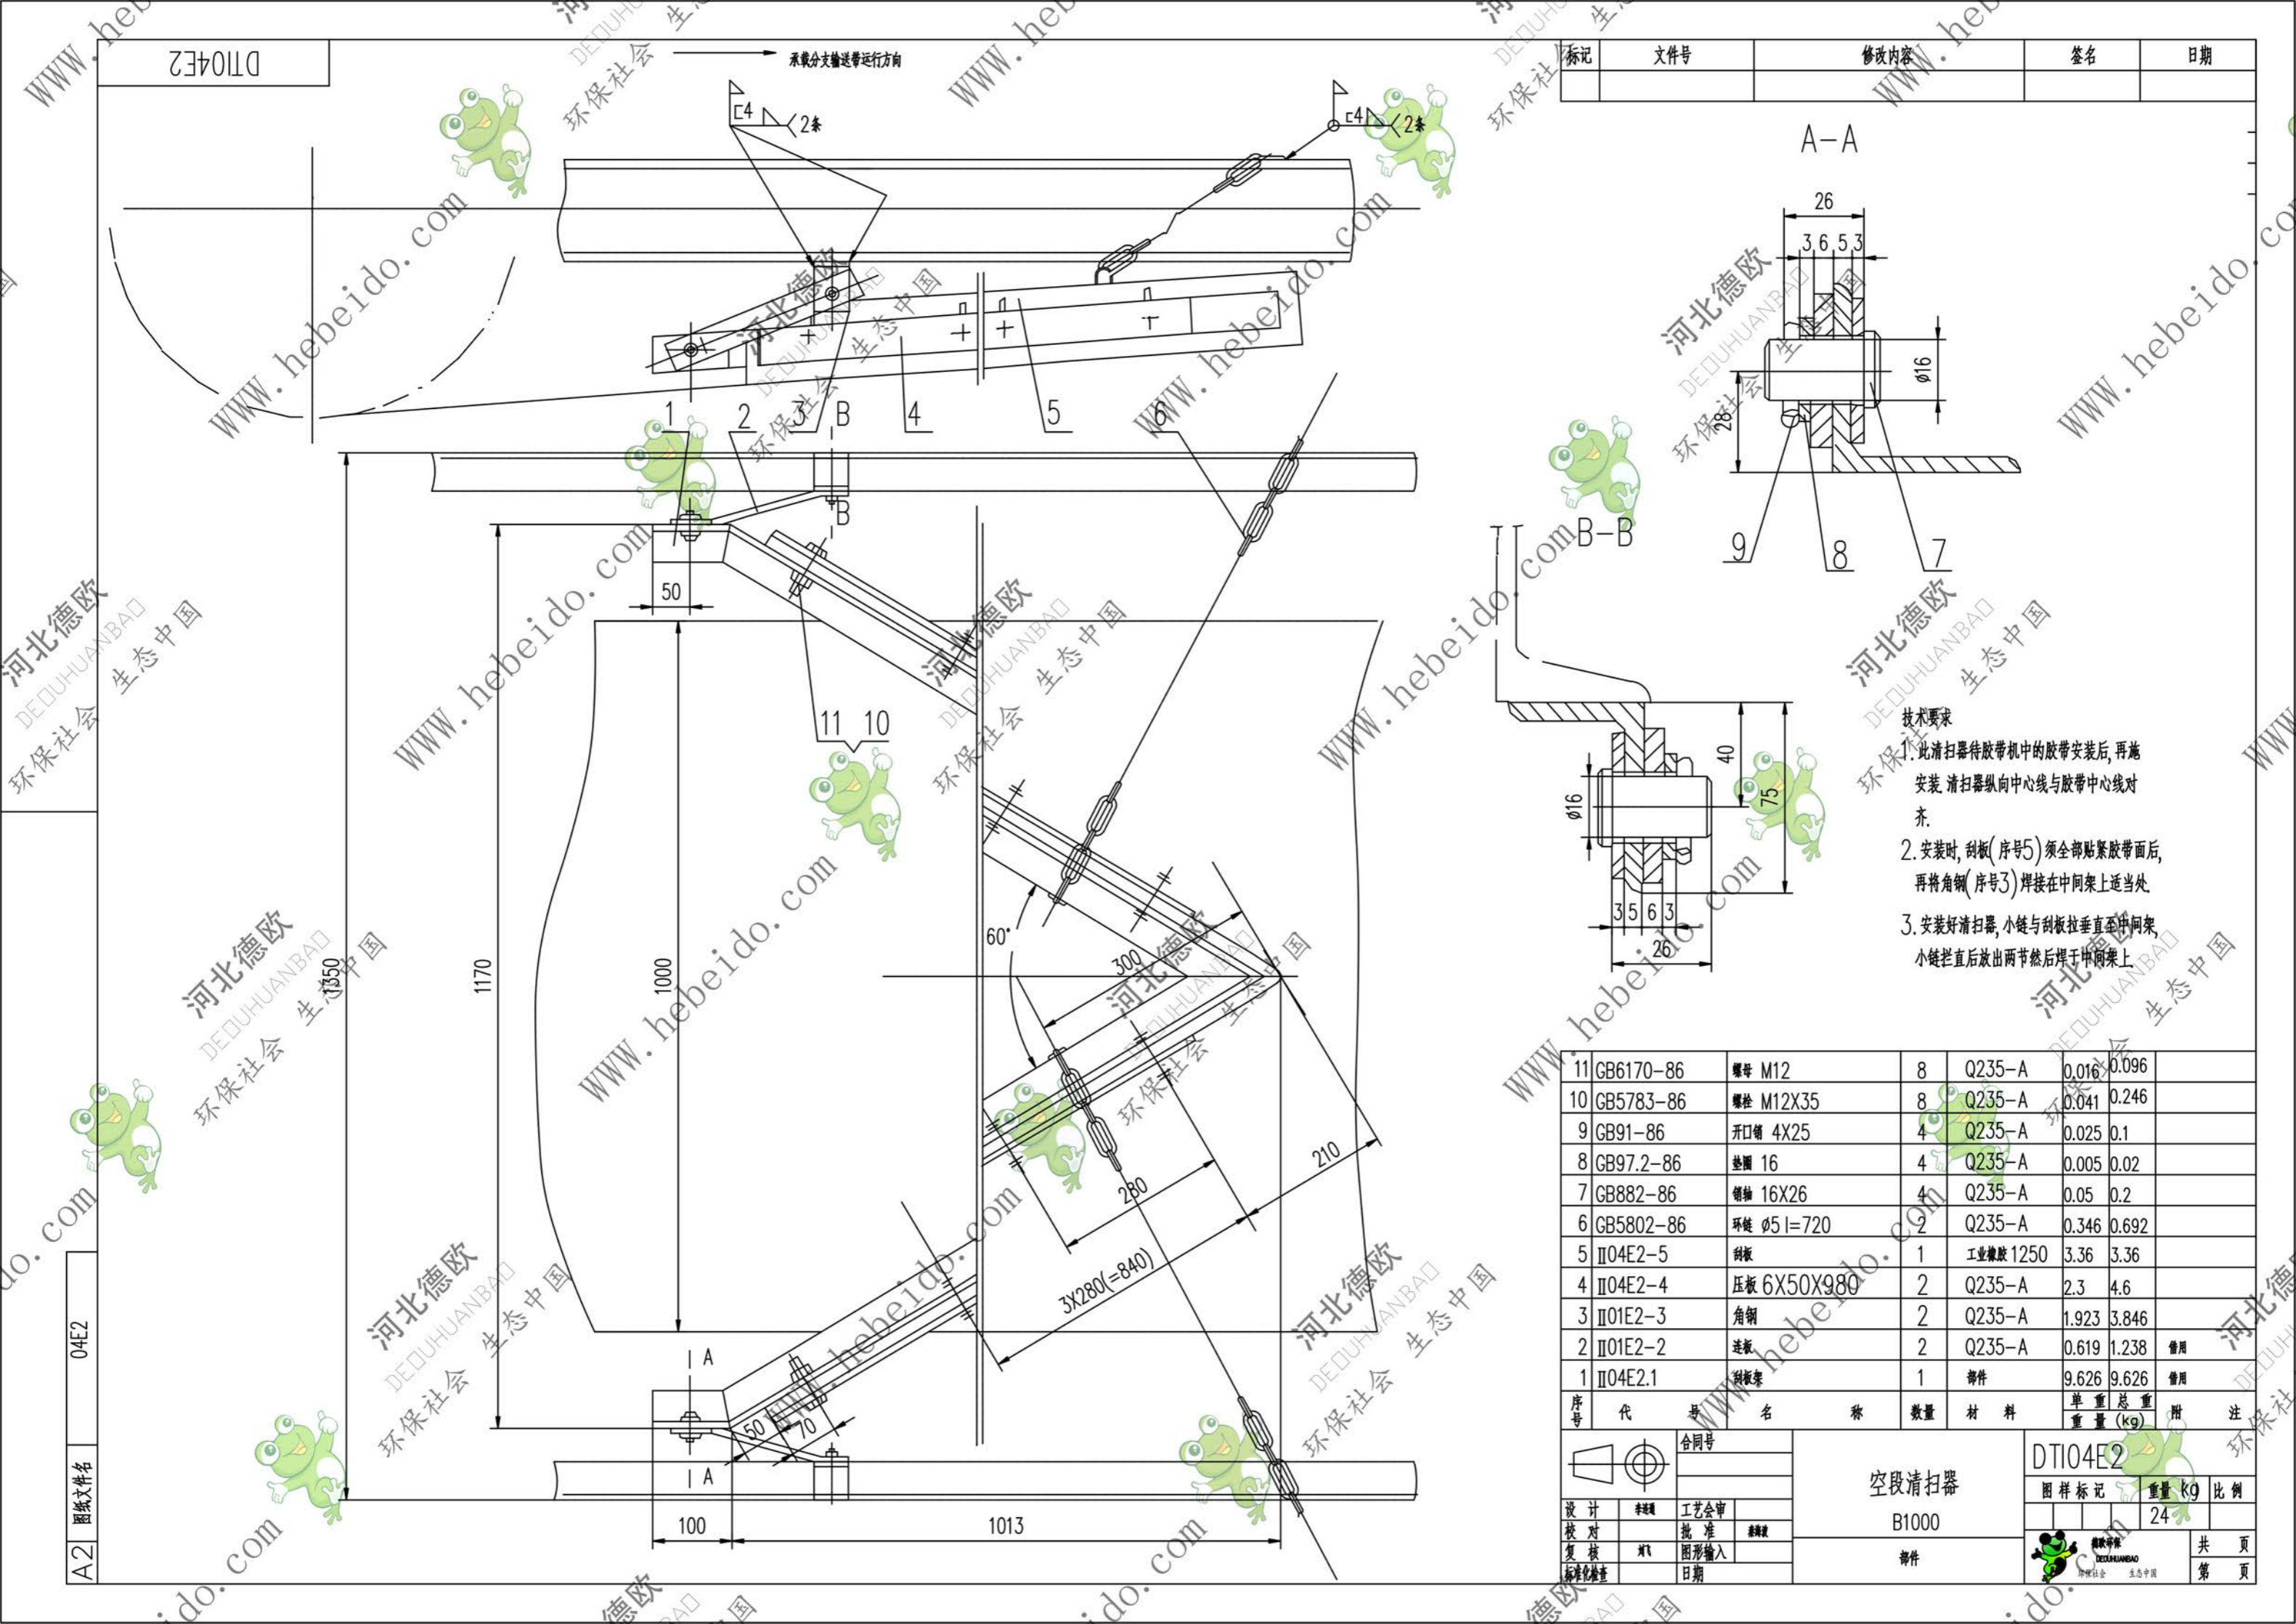 DTI04E2
承载分支输送带运行方向
4
2条
4
2条
1
2
3
B
4
5
6
B
50
11 10
1350
1170
1000
60°
300
280
210
3X280(=840)
A
50
70
A
100
1013
A-A
26
3 6 5 3
ø16
28
9
8
7
B-B
40
75
ø16
3 5 6 3
26
技术要求
1. 此清扫器待胶带机中的胶带安装后, 再施
安装. 清扫器纵向中心线与胶带中心线对
齐.
2. 安装时, 刮板(序号5)须全部贴紧胶带面后,
再将角钢(序号3)焊接在中间架上适当处.
3. 安装好清扫器, 小链与刮板拉垂直至中间架,
小链拦直后放出两节然后焊于中间架上.
标记 文件号 修改内容 签名 日期
11 GB6170-86 螺母 M12 8 Q235-A 0.016 0.096
10 GB5783-86 螺栓 M12X35 8 Q235-A 0.041 0.246
9 GB91-86 开口销 4X25 4 Q235-A 0.025 0.1
8 GB97.2-86 垫圈 16 4 Q235-A 0.005 0.02
7 GB882-86 销轴 16X26 4 Q235-A 0.05 0.2
6 GB5802-86 环链 ø5 l=720 2 Q235-A 0.346 0.692
5 Ⅱ04E2-5 刮板 1 工业橡胶1250 3.36 3.36
4 Ⅱ04E2-4 压板 6X50X980 2 Q235-A 2.3 4.6
3 Ⅱ01E2-3 角钢 2 Q235-A 1.923 3.846
2 Ⅱ01E2-2 连板 2 Q235-A 0.619 1.238 借用
1 Ⅱ04E2.1 刮板架 1 部件 9.626 9.626 借用
序号 代 号 名 称 数量 材 料 单重 总重 重量(kg) 附 注
合同号
设 计 工艺会审
校 对 批 准
复 核 图形输入
标准化检查 日期
空段清扫器
B1000
部件
DTI04E2
图样标记 重量 kg 比例
24
共 页
第 页
德欧环保
DEOUHUANBAO
环保社会 生态中国
04E2
图纸文件名
A2
河北德欧
DEOUHUANBAO
环保社会 生态中国
WWW.hebeido.com